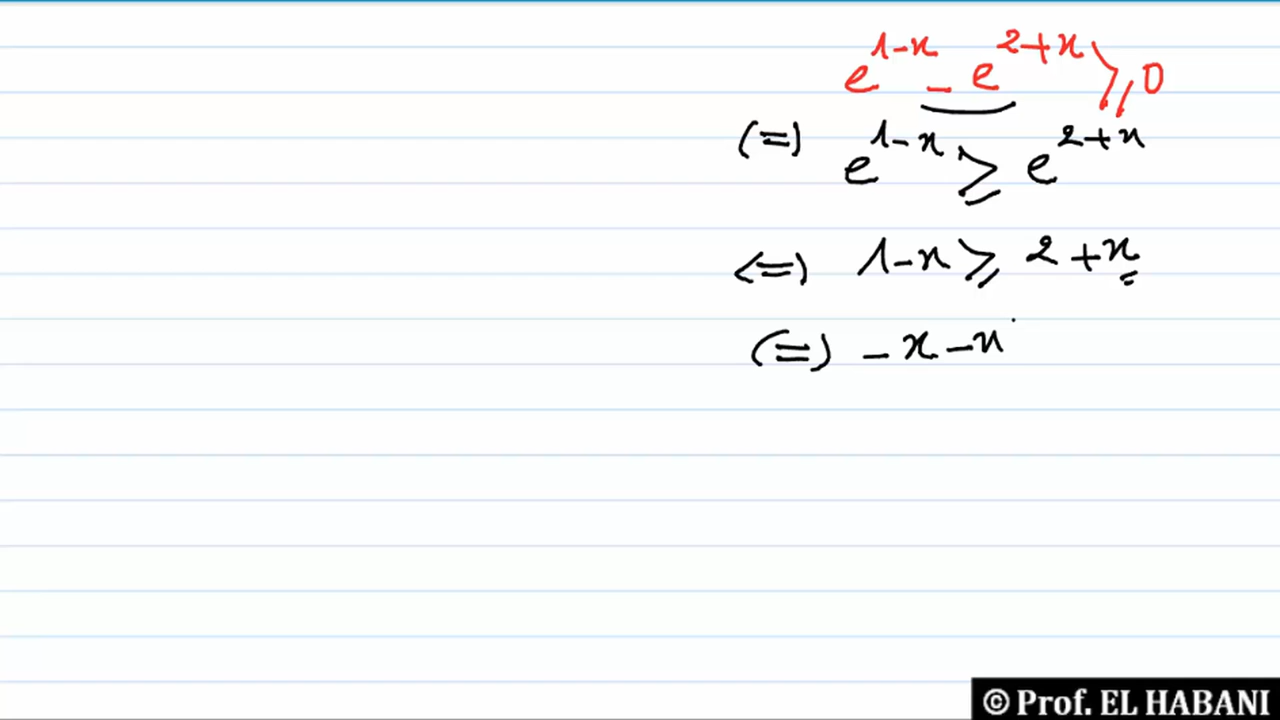 e^{1-x} - e^{2+x} ≥ 0
(=) e^{1-x} ≥ e^{2+x}
<=) 1-x ≥ 2+x
(=) -x-x
© Prof. EL HABANI